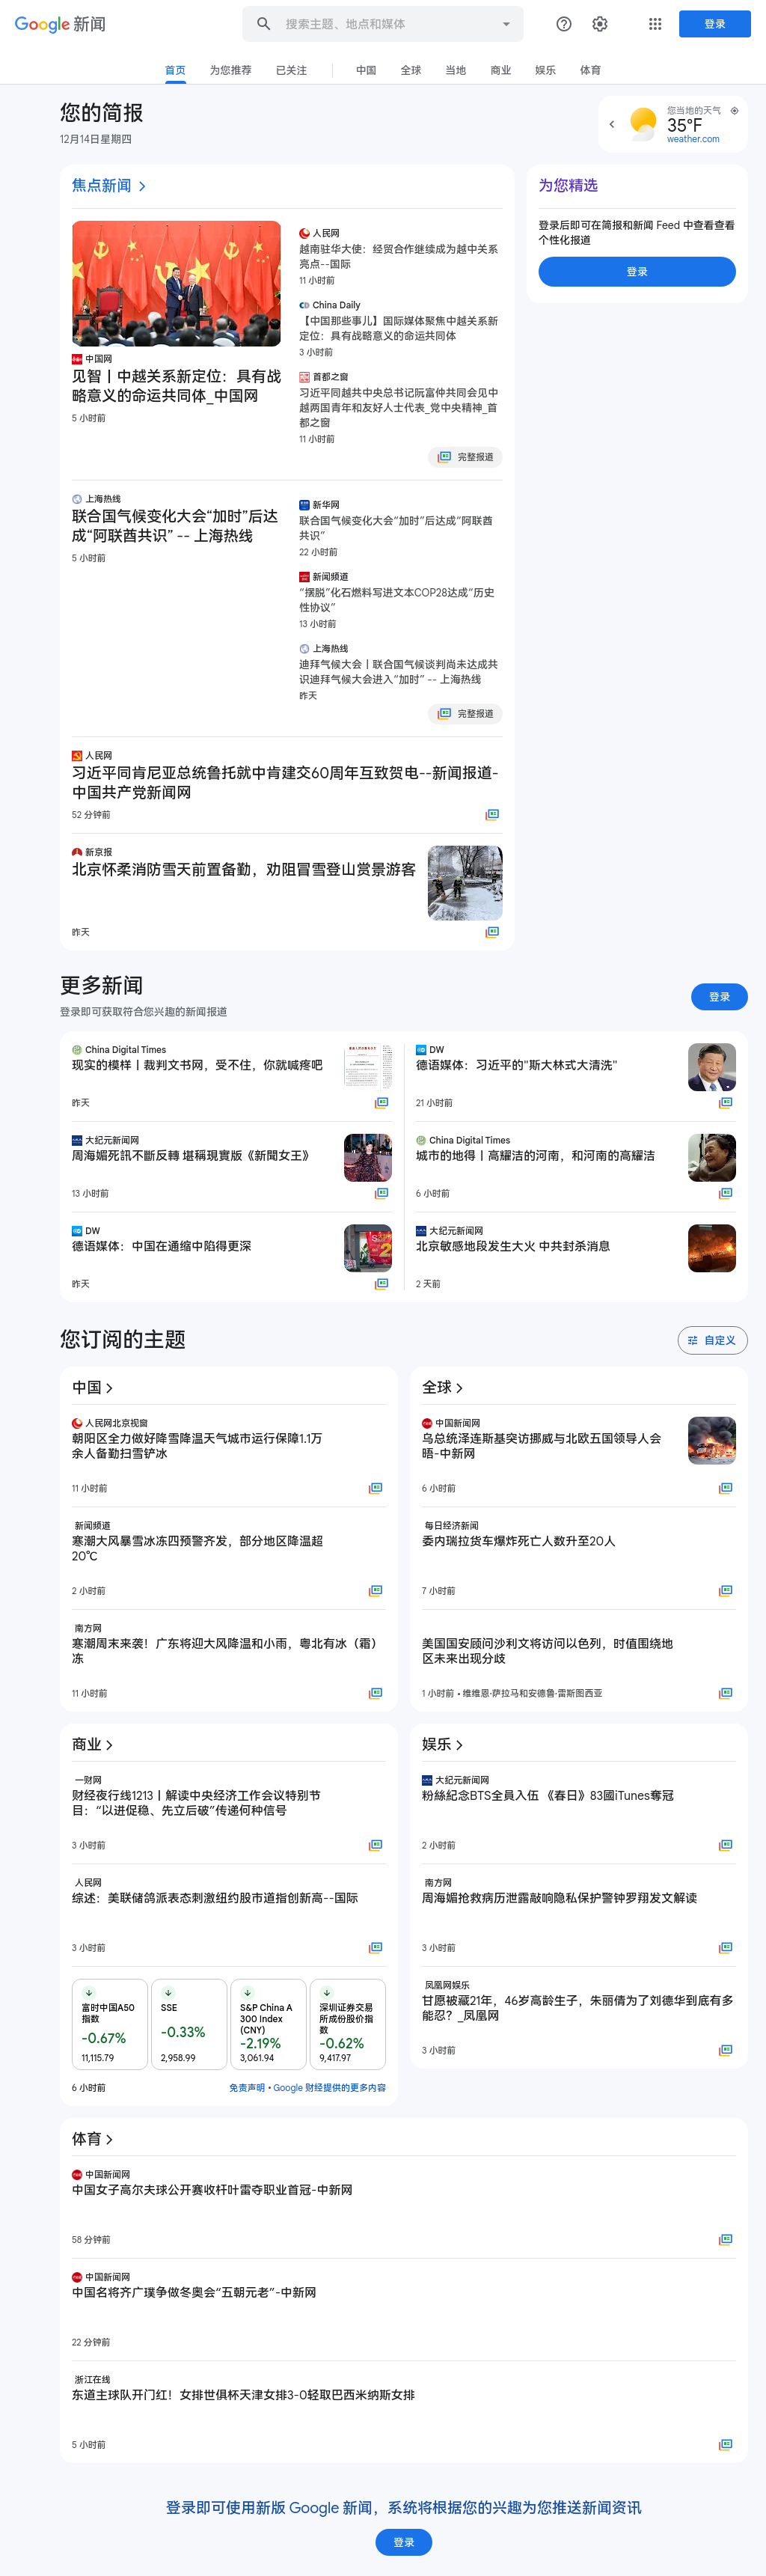 Google 新闻
搜索主题、地点和媒体
登录
首页
为您推荐
已关注
中国
全球
当地
商业
娱乐
体育
您的简报
12月14日星期四
您当地的天气
35°F
weather.com
焦点新闻
中国网
见智丨中越关系新定位：具有战
略意义的命运共同体_中国网
5 小时前
人民网
越南驻华大使：经贸合作继续成为越中关系
亮点--国际
11 小时前
China Daily
【中国那些事儿】国际媒体聚焦中越关系新
定位：具有战略意义的命运共同体
3 小时前
首都之窗
习近平同越共中央总书记阮富仲共同会见中
越两国青年和友好人士代表_党中央精神_首
都之窗
11 小时前
完整报道
为您精选
登录后即可在简报和新闻 Feed 中查看查看
个性化报道
登录
上海热线
联合国气候变化大会“加时”后达
成“阿联酋共识” -- 上海热线
5 小时前
新华网
联合国气候变化大会“加时”后达成“阿联酋
共识”
22 小时前
新闻频道
“摆脱”化石燃料写进文本COP28达成“历史
性协议”
13 小时前
上海热线
迪拜气候大会丨联合国气候谈判尚未达成共
识迪拜气候大会进入“加时” -- 上海热线
昨天
完整报道
人民网
习近平同肯尼亚总统鲁托就中肯建交60周年互致贺电--新闻报道-
中国共产党新闻网
52 分钟前
新京报
北京怀柔消防雪天前置备勤，劝阻冒雪登山赏景游客
昨天
更多新闻
登录即可获取符合您兴趣的新闻报道
登录
China Digital Times
现实的模样丨裁判文书网，受不住，你就喊疼吧
昨天
DW
德语媒体：习近平的"斯大林式大清洗"
21 小时前
大纪元新闻网
周海媚死訊不斷反轉 堪稱現實版《新聞女王》
13 小时前
China Digital Times
城市的地得丨高耀洁的河南，和河南的高耀洁
6 小时前
DW
德语媒体：中国在通缩中陷得更深
昨天
大纪元新闻网
北京敏感地段发生大火 中共封杀消息
2 天前
您订阅的主题
自定义
中国
人民网北京视窗
朝阳区全力做好降雪降温天气城市运行保障1.1万
余人备勤扫雪铲冰
11 小时前
新闻频道
寒潮大风暴雪冰冻四预警齐发，部分地区降温超
20℃
2 小时前
南方网
寒潮周末来袭！广东将迎大风降温和小雨，粤北有冰（霜）
冻
11 小时前
全球
中国新闻网
乌总统泽连斯基突访挪威与北欧五国领导人会
晤-中新网
6 小时前
每日经济新闻
委内瑞拉货车爆炸死亡人数升至20人
7 小时前
美国国安顾问沙利文将访问以色列，时值围绕地
区未来出现分歧
1 小时前 • 维维恩·萨拉马和安德鲁·雷斯图西亚
商业
一财网
财经夜行线1213丨解读中央经济工作会议特别节
目：“以进促稳、先立后破”传递何种信号
3 小时前
人民网
综述：美联储鸽派表态刺激纽约股市道指创新高--国际
3 小时前
富时中国A50
指数
-0.67%
11,115.79
SSE
-0.33%
2,958.99
S&P China A
300 Index
(CNY)
-2.19%
3,061.94
深圳证券交易
所成份股价指
数
-0.62%
9,417.97
6 小时前
免责声明 • Google 财经提供的更多内容
娱乐
大纪元新闻网
粉絲紀念BTS全員入伍 《春日》83國iTunes奪冠
2 小时前
南方网
周海媚抢救病历泄露敲响隐私保护警钟罗翔发文解读
3 小时前
凤凰网娱乐
甘愿被藏21年，46岁高龄生子，朱丽倩为了刘德华到底有多
能忍？_凤凰网
3 小时前
体育
中国新闻网
中国女子高尔夫球公开赛收杆叶雷夺职业首冠-中新网
58 分钟前
中国新闻网
中国名将齐广璞争做冬奥会“五朝元老”-中新网
22 分钟前
浙江在线
东道主球队开门红！女排世俱杯天津女排3-0轻取巴西米纳斯女排
5 小时前
登录即可使用新版 Google 新闻，系统将根据您的兴趣为您推送新闻资讯
登录